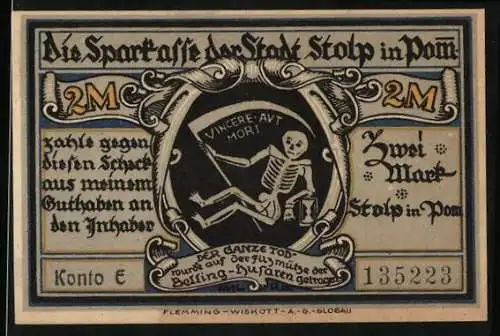 Die Sparkasse der Stadt Stolp in Pom̄.
2M
2M
VINCERE-AVT
MORI
zahle gegen
diesen Scheck
aus meinem
Guthaben an
den Inhaber
Zwei
Mark
Stolp in Pom
DER GANZE TOD-
wurde auf der Filzmütze der
Belling-Husaren getragen
Konto E
135223
FLEMMING-WISKOTT-A.-G.-GLOGAU